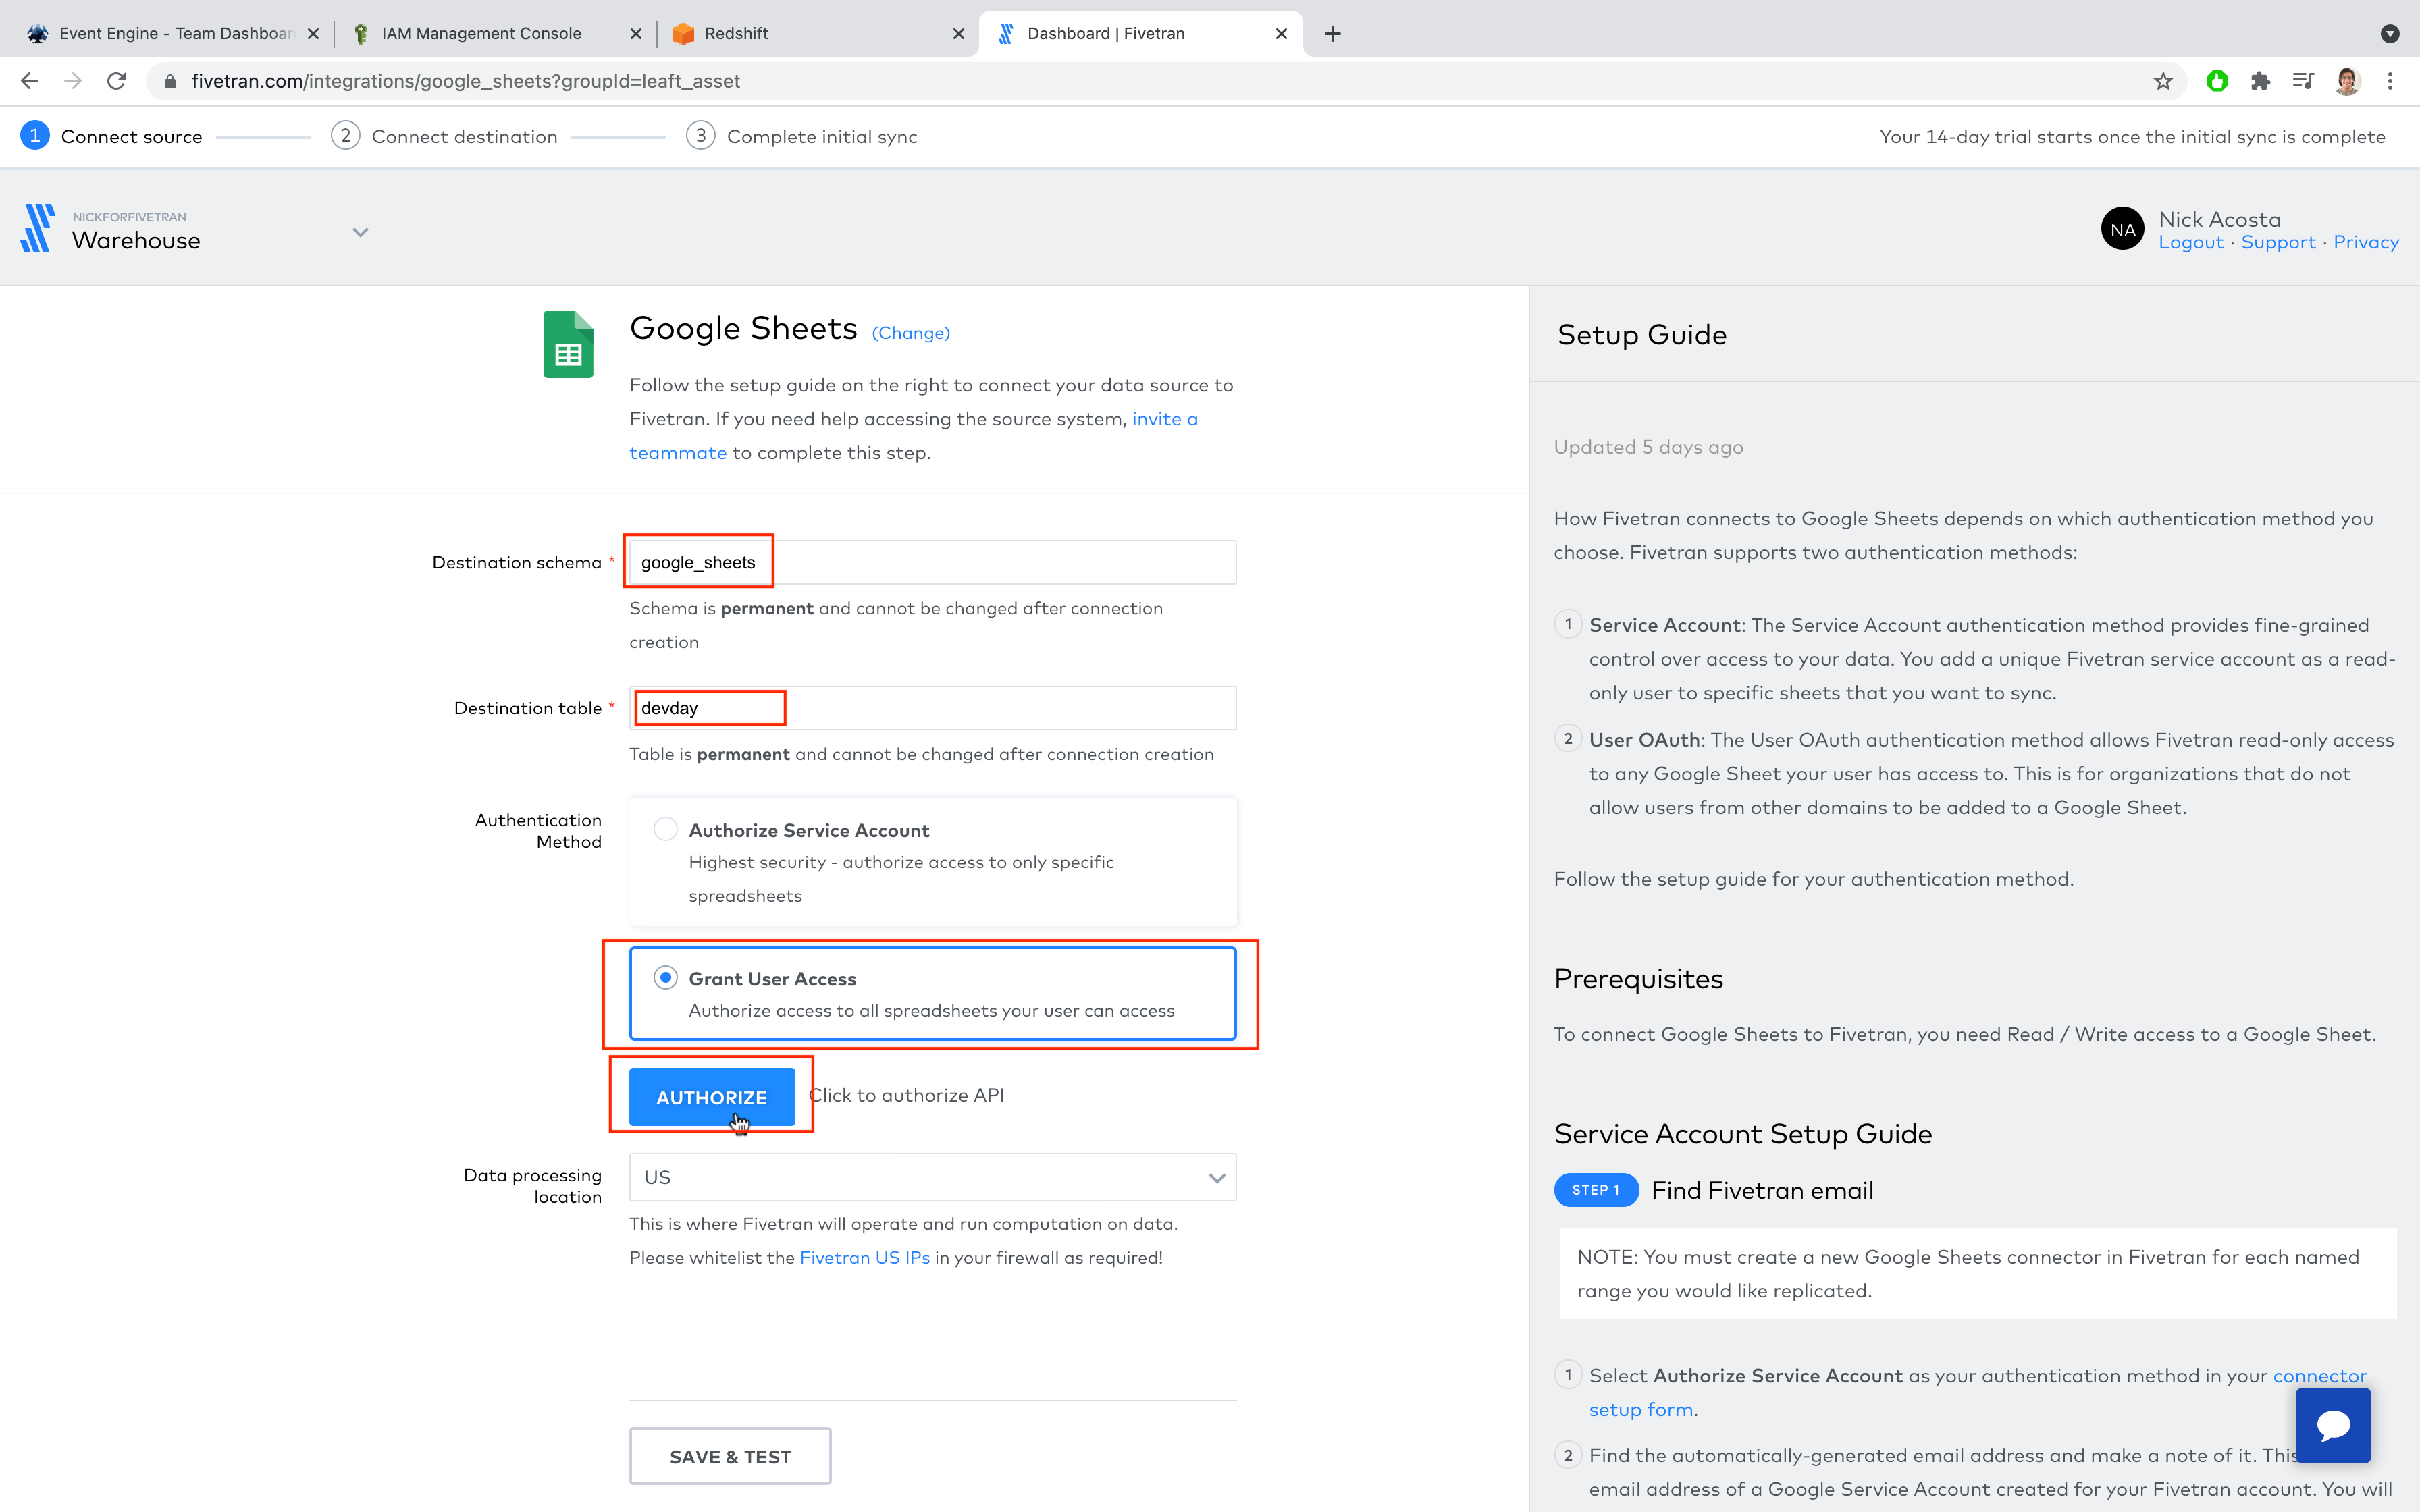 Event Engine - Team Dashboar
IAM Management Console
Redshift
Dashboard | Fivetran
fivetran.com/integrations/google_sheets?groupId=leaft_asset
1 Connect source
2 Connect destination
3 Complete initial sync
Your 14-day trial starts once the initial sync is complete
NICKFORFIVETRAN
Warehouse
NA
Nick Acosta
Logout · Support · Privacy
Google Sheets (Change)
Follow the setup guide on the right to connect your data source to
Fivetran. If you need help accessing the source system, invite a
teammate to complete this step.
Destination schema *
google_sheets
Schema is permanent and cannot be changed after connection
creation
Destination table *
devday
Table is permanent and cannot be changed after connection creation
Authentication
Method
Authorize Service Account
Highest security - authorize access to only specific
spreadsheets
Grant User Access
Authorize access to all spreadsheets your user can access
AUTHORIZE
Click to authorize API
Data processing
location
US
This is where Fivetran will operate and run computation on data.
Please whitelist the Fivetran US IPs in your firewall as required!
SAVE & TEST
Setup Guide
Updated 5 days ago
How Fivetran connects to Google Sheets depends on which authentication method you
choose. Fivetran supports two authentication methods:
1 Service Account: The Service Account authentication method provides fine-grained
control over access to your data. You add a unique Fivetran service account as a read-
only user to specific sheets that you want to sync.
2 User OAuth: The User OAuth authentication method allows Fivetran read-only access
to any Google Sheet your user has access to. This is for organizations that do not
allow users from other domains to be added to a Google Sheet.
Follow the setup guide for your authentication method.
Prerequisites
To connect Google Sheets to Fivetran, you need Read / Write access to a Google Sheet.
Service Account Setup Guide
STEP 1 Find Fivetran email
NOTE: You must create a new Google Sheets connector in Fivetran for each named
range you would like replicated.
1 Select Authorize Service Account as your authentication method in your connector
setup form.
2 Find the automatically-generated email address and make a note of it. This
email address of a Google Service Account created for your Fivetran account. You will